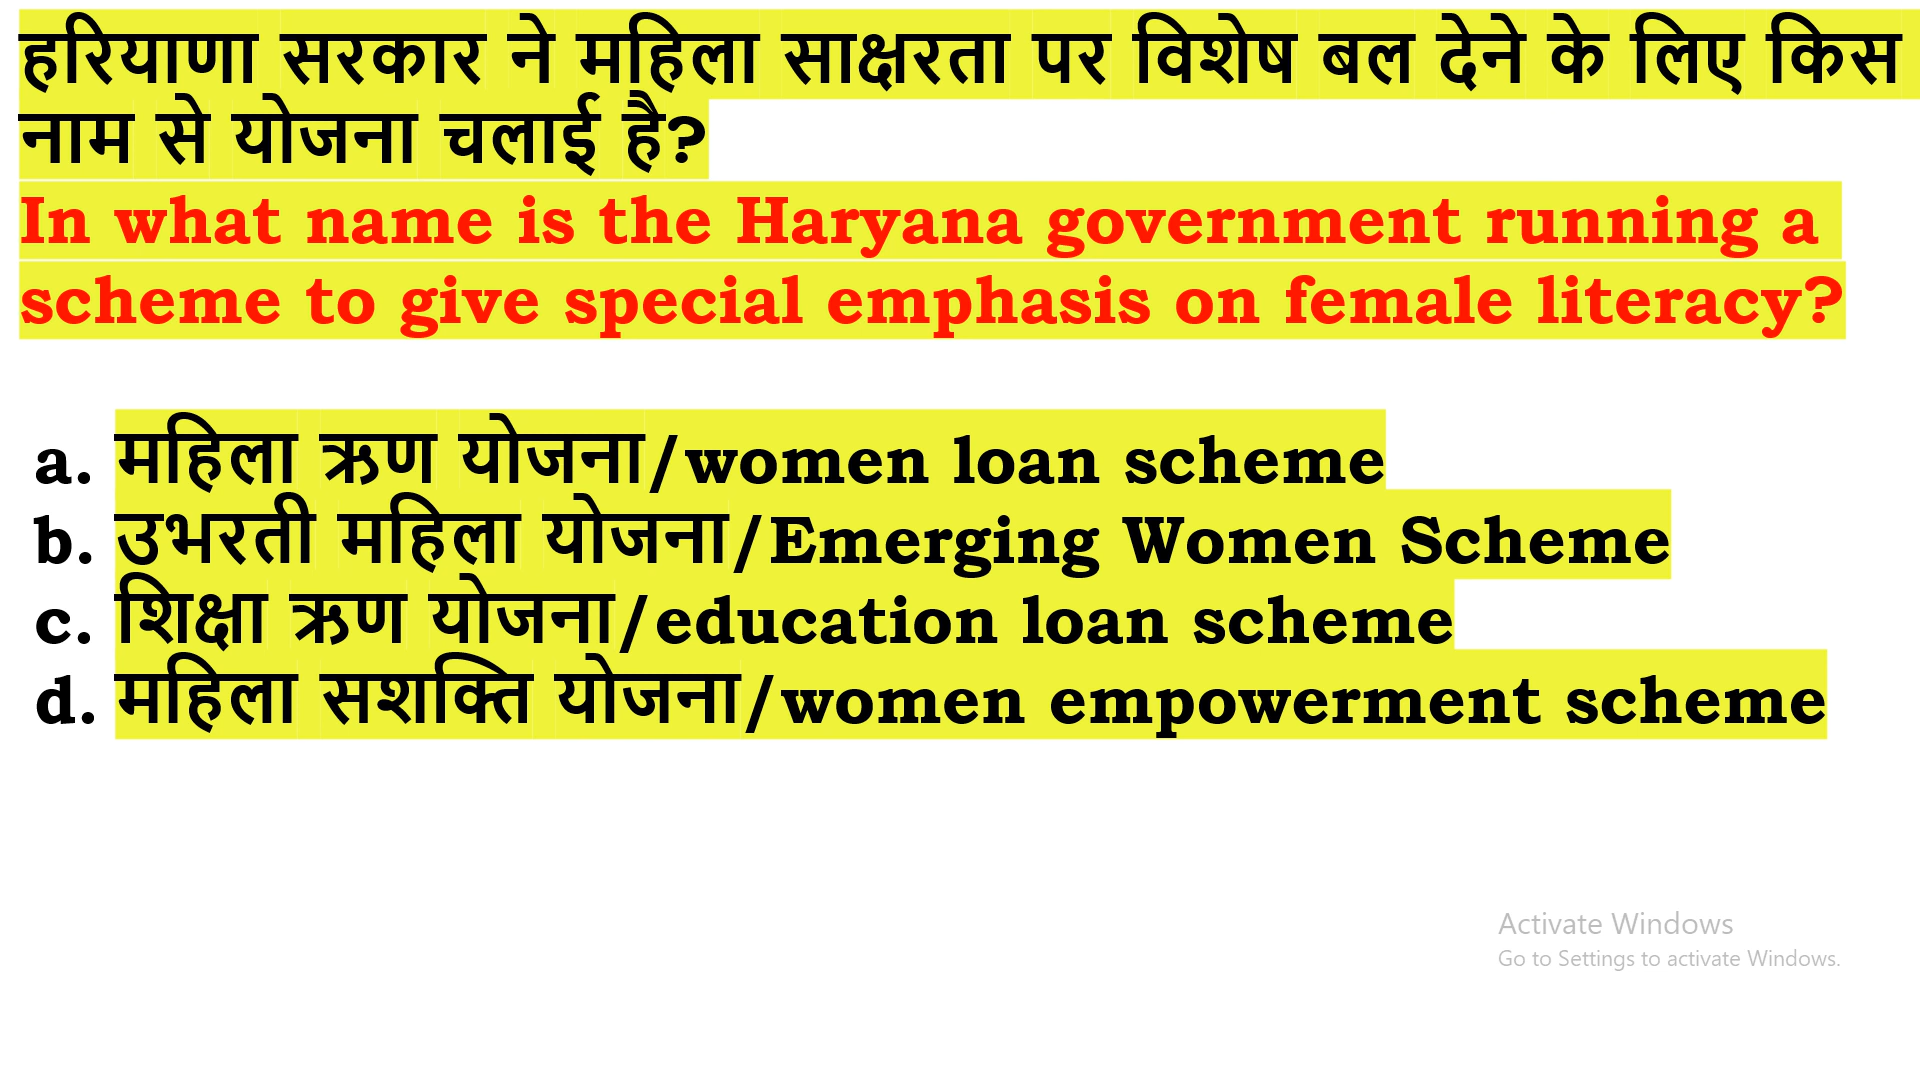 हरियाणा सरकार ने महिला साक्षरता पर विशेष बल देने के लिए किस
नाम से योजना चलाई है?
In what name is the Haryana government running a
scheme to give special emphasis on female literacy?
a. महिला ऋण योजना/women loan scheme
b. उभरती महिला योजना/Emerging Women Scheme
c. शिक्षा ऋण योजना/education loan scheme
d. महिला सशक्ति योजना/women empowerment scheme
Activate Windows
Go to Settings to activate Windows.